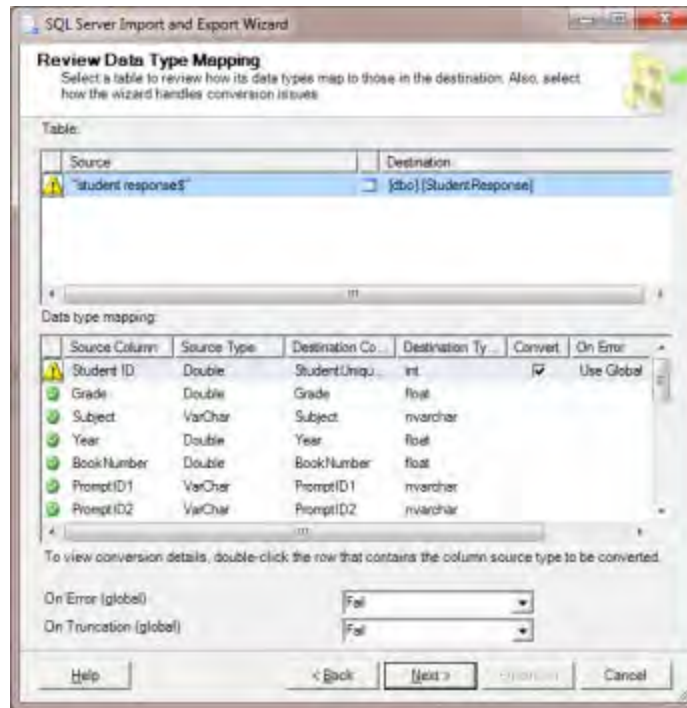 SQL Server Import and Export Wizard
Review Data Type Mapping
Select a table to review how its data types map to those in the destination. Also, select
how the wizard handles conversion issues
Table:
Source Destination
"student response$" [dbo].[StudentResponse]
Data type mapping:
Source Column Source Type Destination Co... Destination Ty... Convert On Error
Student ID Double StudentUniqu... int Use Global
Grade Double Grade float
Subject VarChar Subject nvarchar
Year Double Year float
BookNumber Double BookNumber float
PromptID1 VarChar PromptID1 nvarchar
PromptID2 VarChar PromptID2 nvarchar
To view conversion details, double-click the row that contains the column source type to be converted.
On Error (global) Fail
On Truncation (global) Fail
Help < Back Next > Cancel